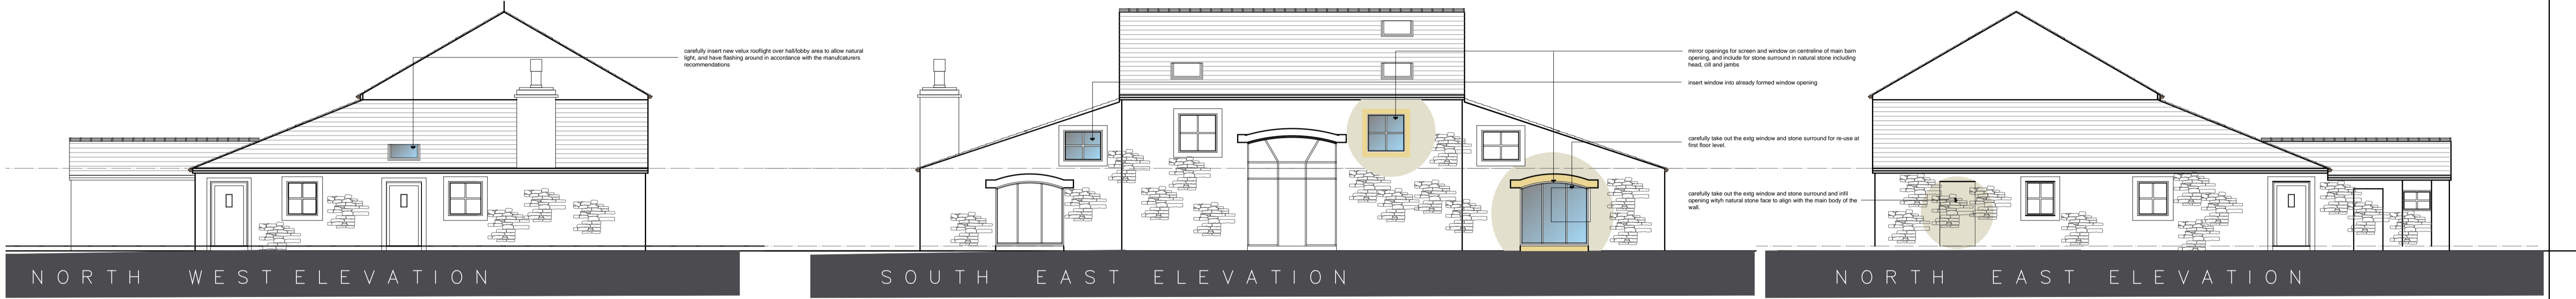 carefully insert new velux rooflight over hall/lobby area to allow natural
light, and have flashing around in accordance with the manufcaturers
recommendations
mirror openings for screen and window on centreline of main barn
opening, and include for stone surround in natural stone including
head, cill and jambs
insert window into already formed window opening
carefully take out the extg window and stone surround for re-use at
first floor level.
carefully take out the extg window and stone surround and infill
opening wityh natural stone face to align with the main body of the
wall.
NORTH WEST ELEVATION
SOUTH EAST ELEVATION
NORTH EAST ELEVATION